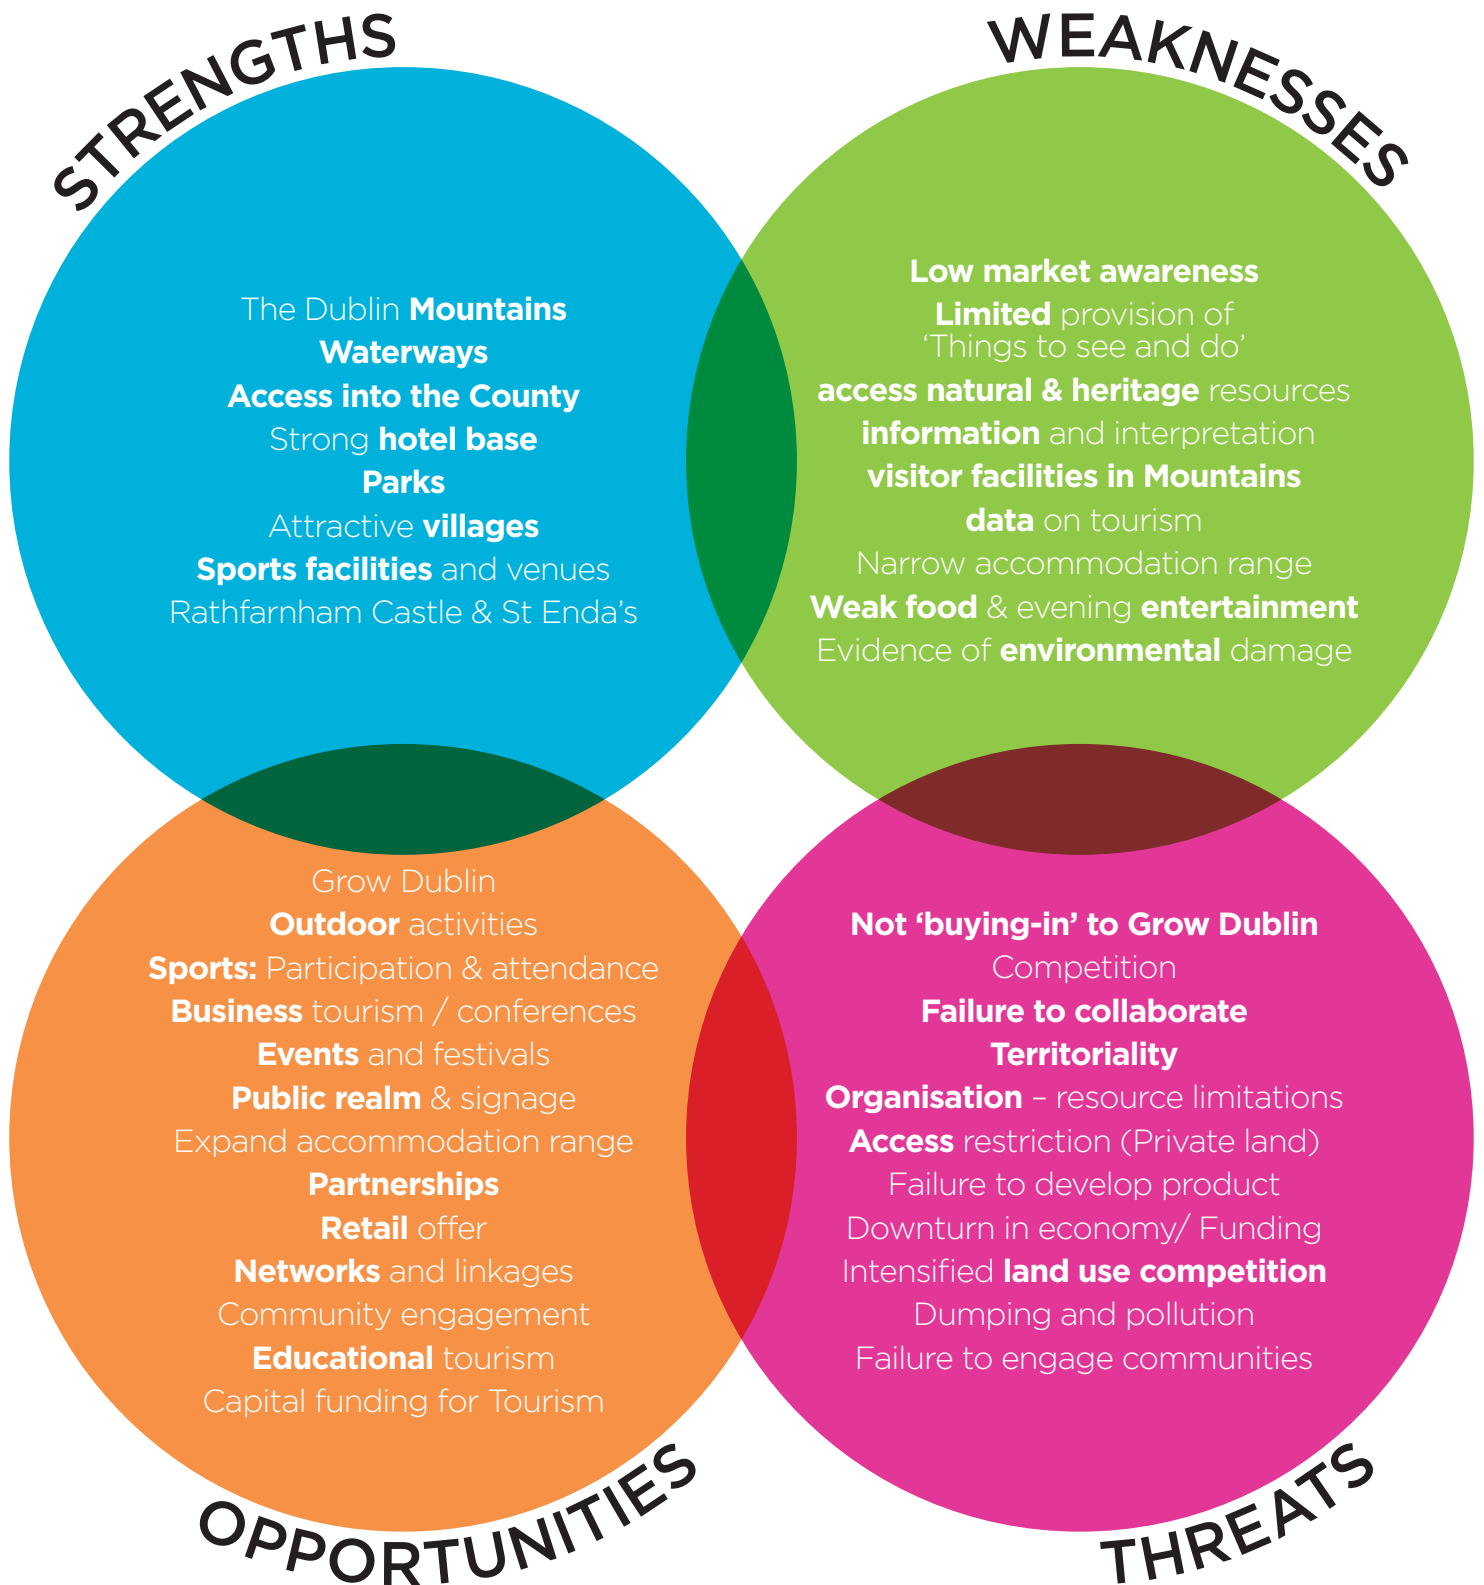 STRENGTHS
The Dublin Mountains
Waterways
Access into the County
Strong hotel base
Parks
Attractive villages
Sports facilities and venues
Rathfarnham Castle & St Enda’s
WEAKNESSES
Low market awareness
Limited provision of
‘Things to see and do’
access natural & heritage resources
information and interpretation
visitor facilities in Mountains
data on tourism
Narrow accommodation range
Weak food & evening entertainment
Evidence of environmental damage
Grow Dublin
Outdoor activities
Sports: Participation & attendance
Business tourism / conferences
Events and festivals
Public realm & signage
Expand accommodation range
Partnerships
Retail offer
Networks and linkages
Community engagement
Educational tourism
Capital funding for Tourism
OPPORTUNITIES
Not ‘buying-in’ to Grow Dublin
Competition
Failure to collaborate
Territoriality
Organisation – resource limitations
Access restriction (Private land)
Failure to develop product
Downturn in economy/ Funding
Intensified land use competition
Dumping and pollution
Failure to engage communities
THREATS